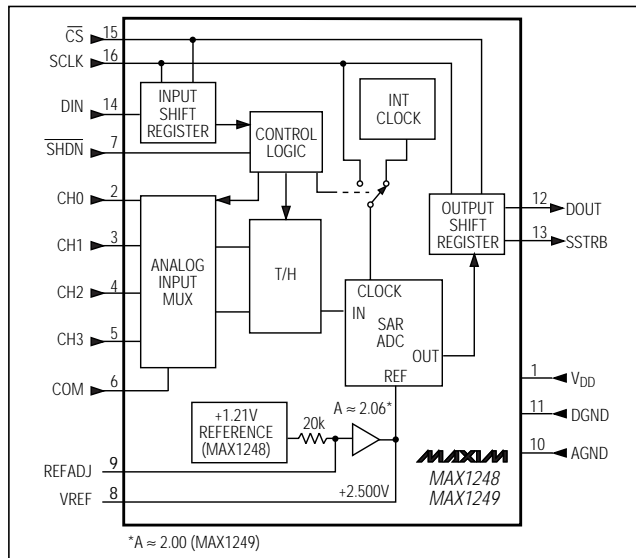 CS 15
SCLK 16
DIN 14
SHDN 7
CH0 2
CH1 3
CH2 4
CH3 5
COM 6
REFADJ 9
VREF 8
INPUT
SHIFT
REGISTER
CONTROL
LOGIC
INT
CLOCK
ANALOG
INPUT
MUX
T/H
CLOCK
IN
SAR
ADC
OUT
REF
OUTPUT
SHIFT
REGISTER
12 DOUT
13 SSTRB
1 VDD
11 DGND
10 AGND
+1.21V
REFERENCE
(MAX1248)
20k
A ≈ 2.06*
+2.500V
MAXIM
MAX1248
MAX1249
*A ≈ 2.00 (MAX1249)